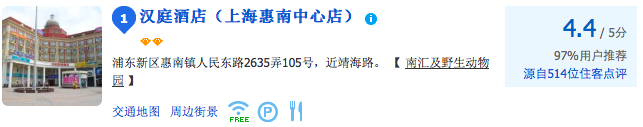 1 汉庭酒店（上海惠南中心店）
浦东新区惠南镇人民东路2635弄105号，近靖海路。 【 南汇及野生动物
园 】
交通地图 周边街景 FREE P
4.4 / 5分
97%用户推荐
源自514位住客点评